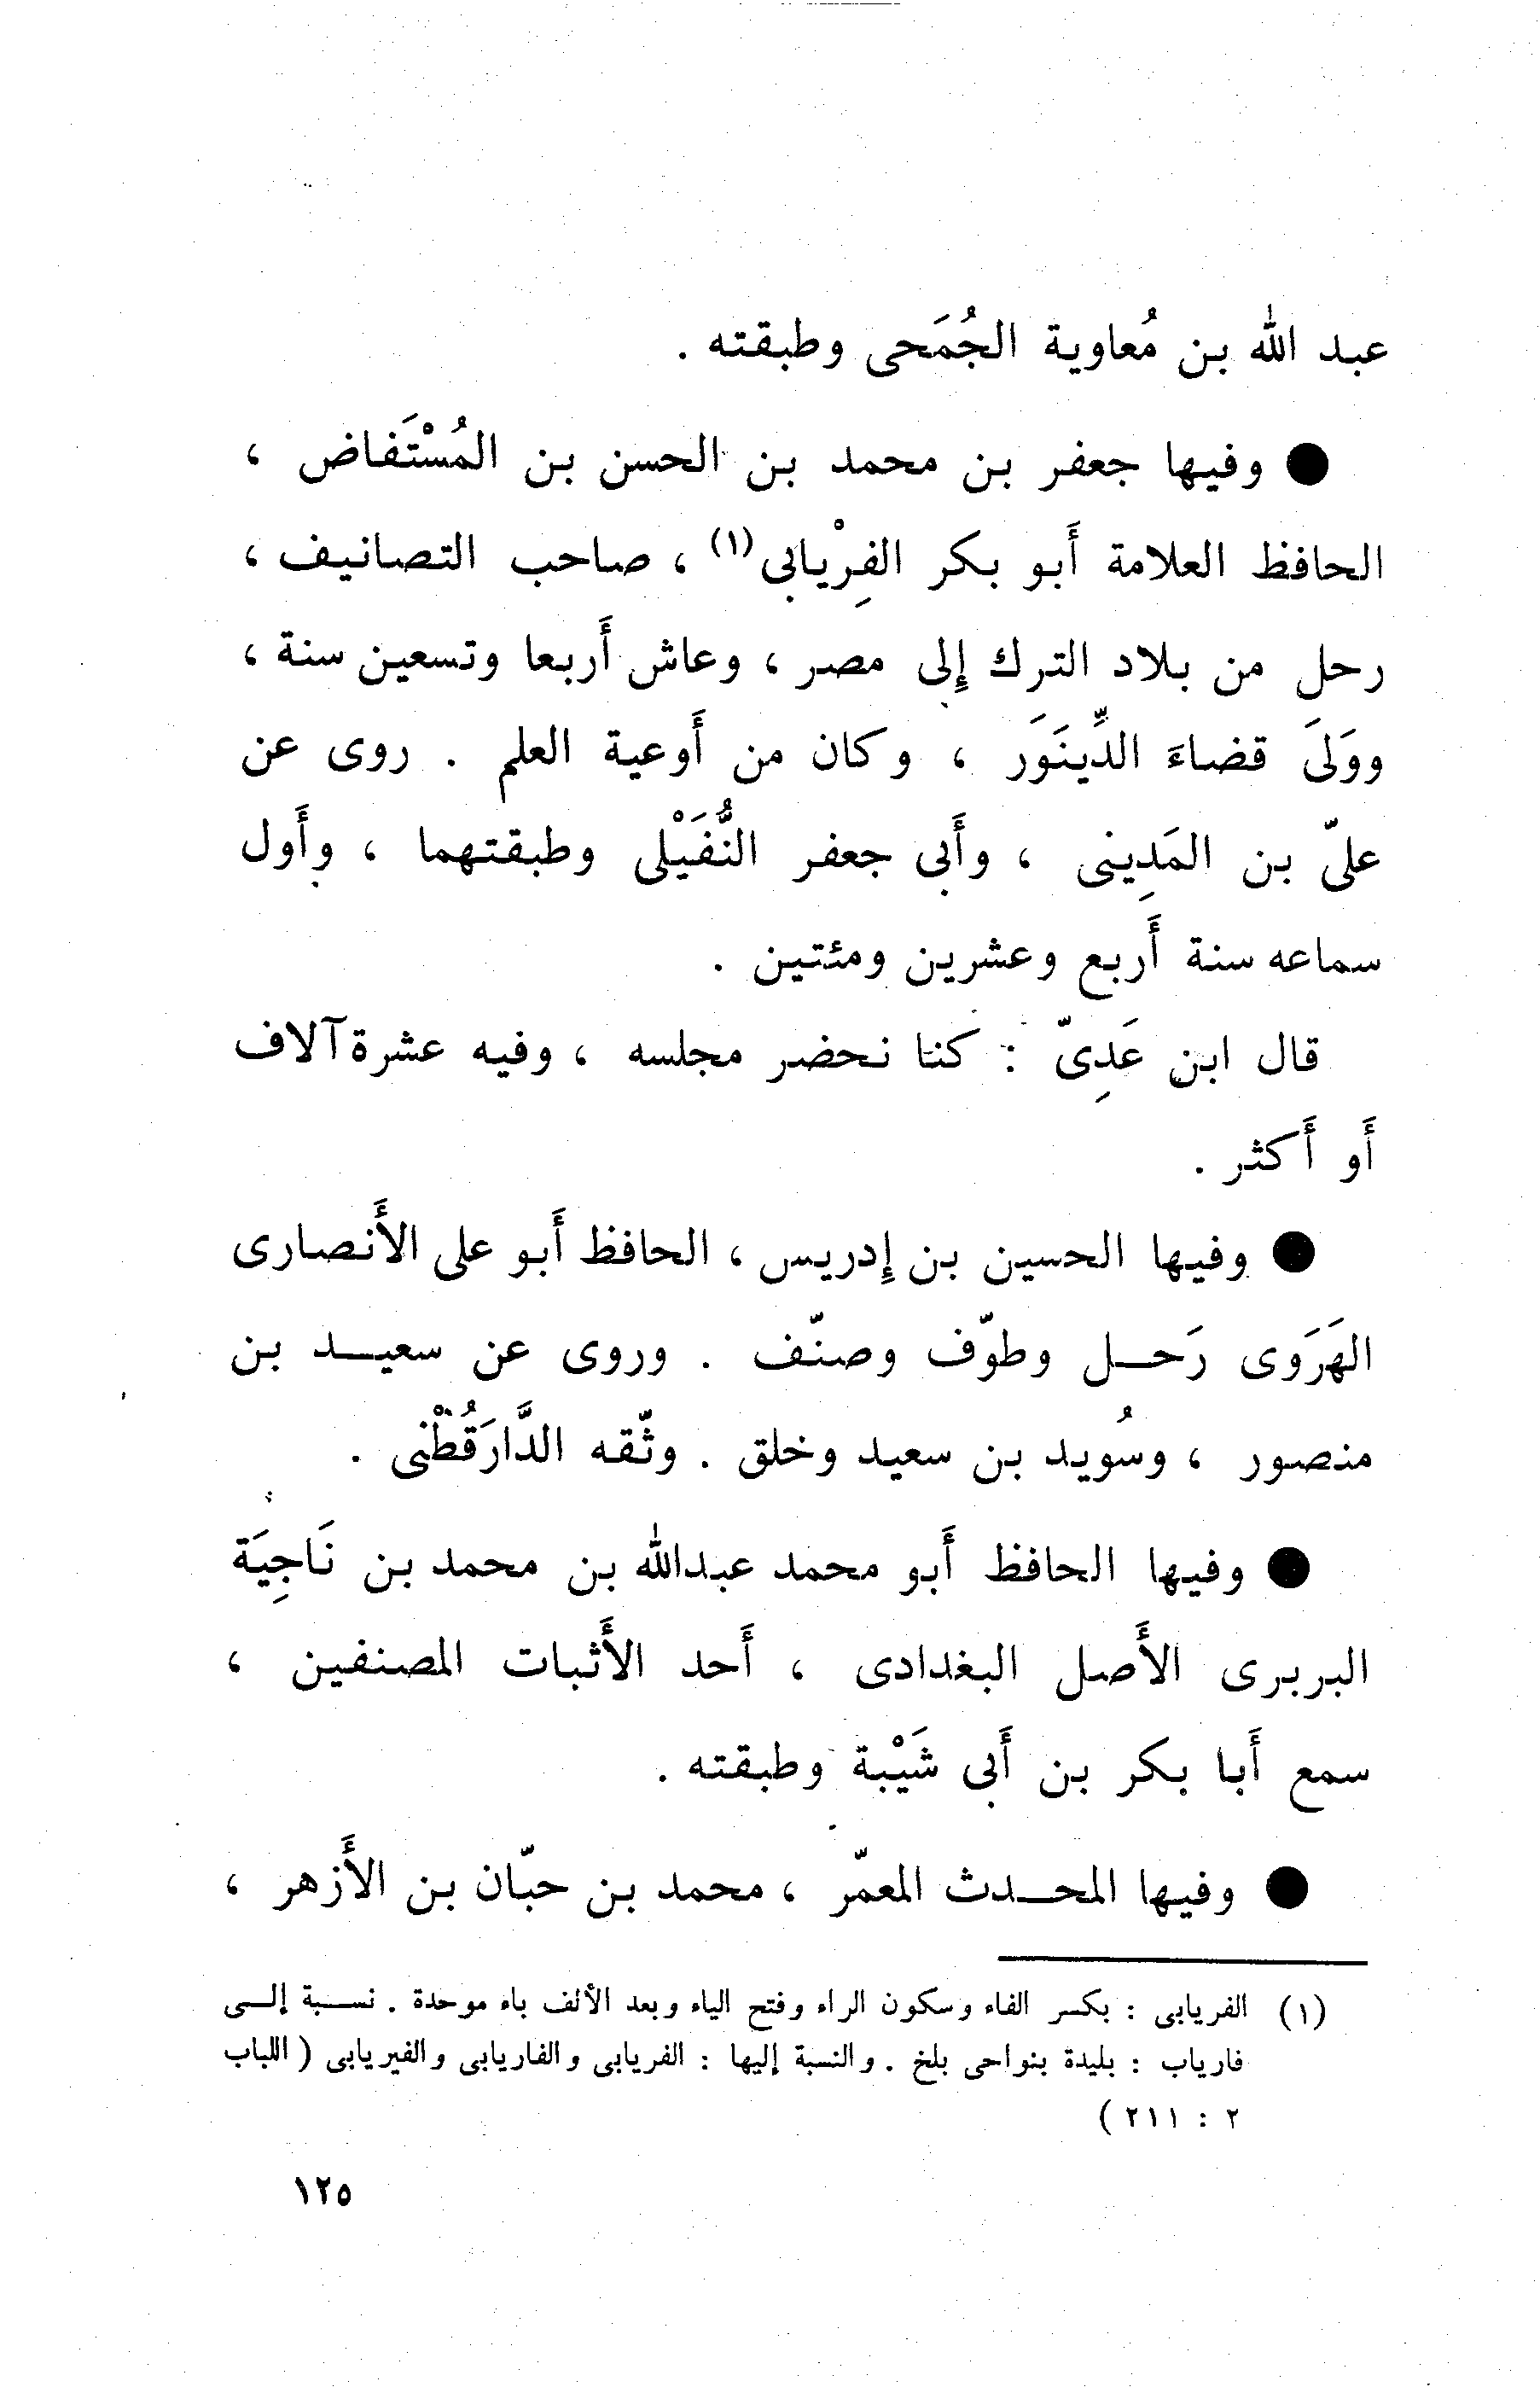 عبد الله بن مُعاوية الجُمَحى وطبقته .
● وفيها جعفر بن محمد بن الحسن بن المُسْتَفاض ،
الحافظ العلامة أَبو بكر الفِرْيابى(١) ، صاحب التصانيف ،
رحل من بلاد الترك إِلى مصر ، وعاش أَربعا وتسعين سنة ،
ووَلىَ قضاءَ الدِّينَوَر ، وكان من أَوعية العلم . روى عن
علىّ بن المَدِينى ، وأَبى جعفر النُّفَيْلى وطبقتهما ، وأَول
سماعه سنة أَربع وعشرين ومئتين .
قال ابن عَدِىّ : كنتا نحضر مجلسه ، وفيه عشرة آلاف
أَو أَكثر .
● وفيها الحسين بن إِدريس ، الحافظ أَبو على الأَنصارى
الهَرَوى رَحل وطوّف وصنّف . وروى عن سعيد بن
منصور ، وسُويد بن سعيد وخلق . وثّقه الدَّارَقُطْنى .
● وفيها الحافظ أَبو محمد عبدالله بن محمد بن نَاجِيَة
البربرى الأَصل البغدادى ، أَحد الأَثبات المصنفين ،
سمع أَبا بكر بن أَبى شَيْبة وطبقته .
● وفيها المحدث المعمّر ، محمد بن حبّان بن الأَزهر ،
(١) الفريابى : بكسر الفاء وسكون الراء وفتح الياء وبعد الألف باء موحدة . نسبة إلى
فارياب : بليدة بنواحى بلخ . والنسبة إليها : الفريابى والفاريابى والفيريابى ( اللباب
٢ : ٢١١ )
١٢٥